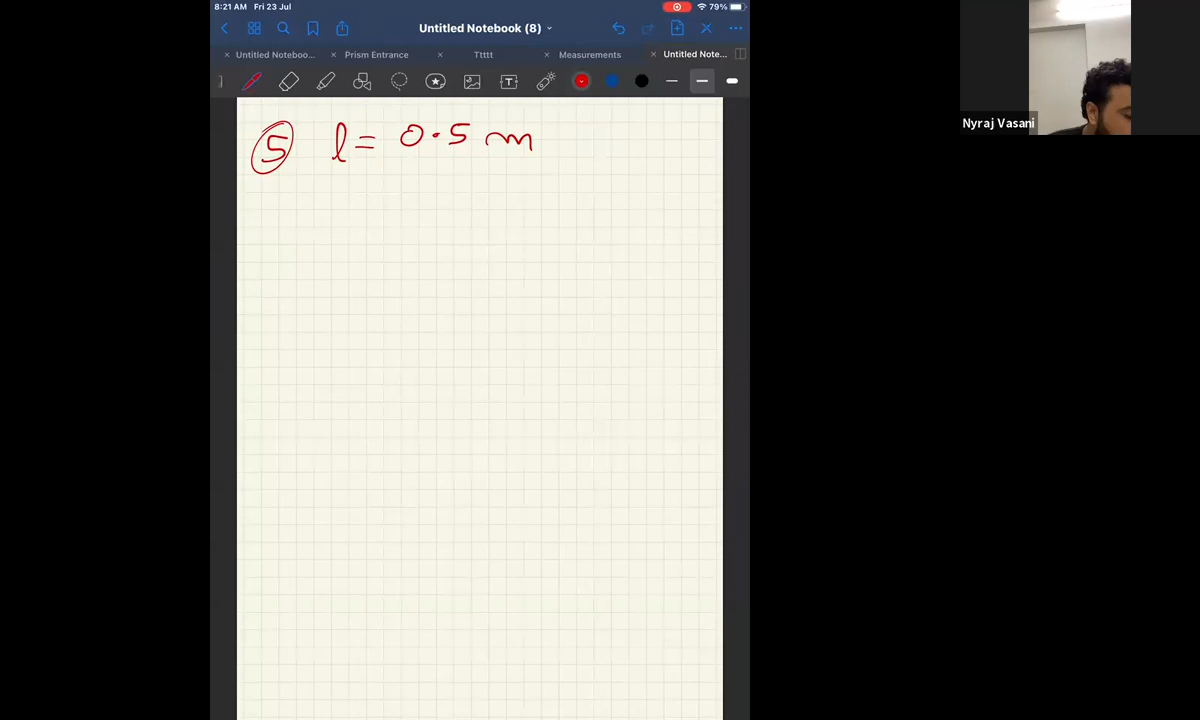 8:21 AM Fri 23 Jul
79%
Untitled Notebook (8)
Untitled Noteboo...
Prism Entrance
Ttttt
Measurements
Untitled Note...
T
5 l = 0.5 m
Nyraj Vasani